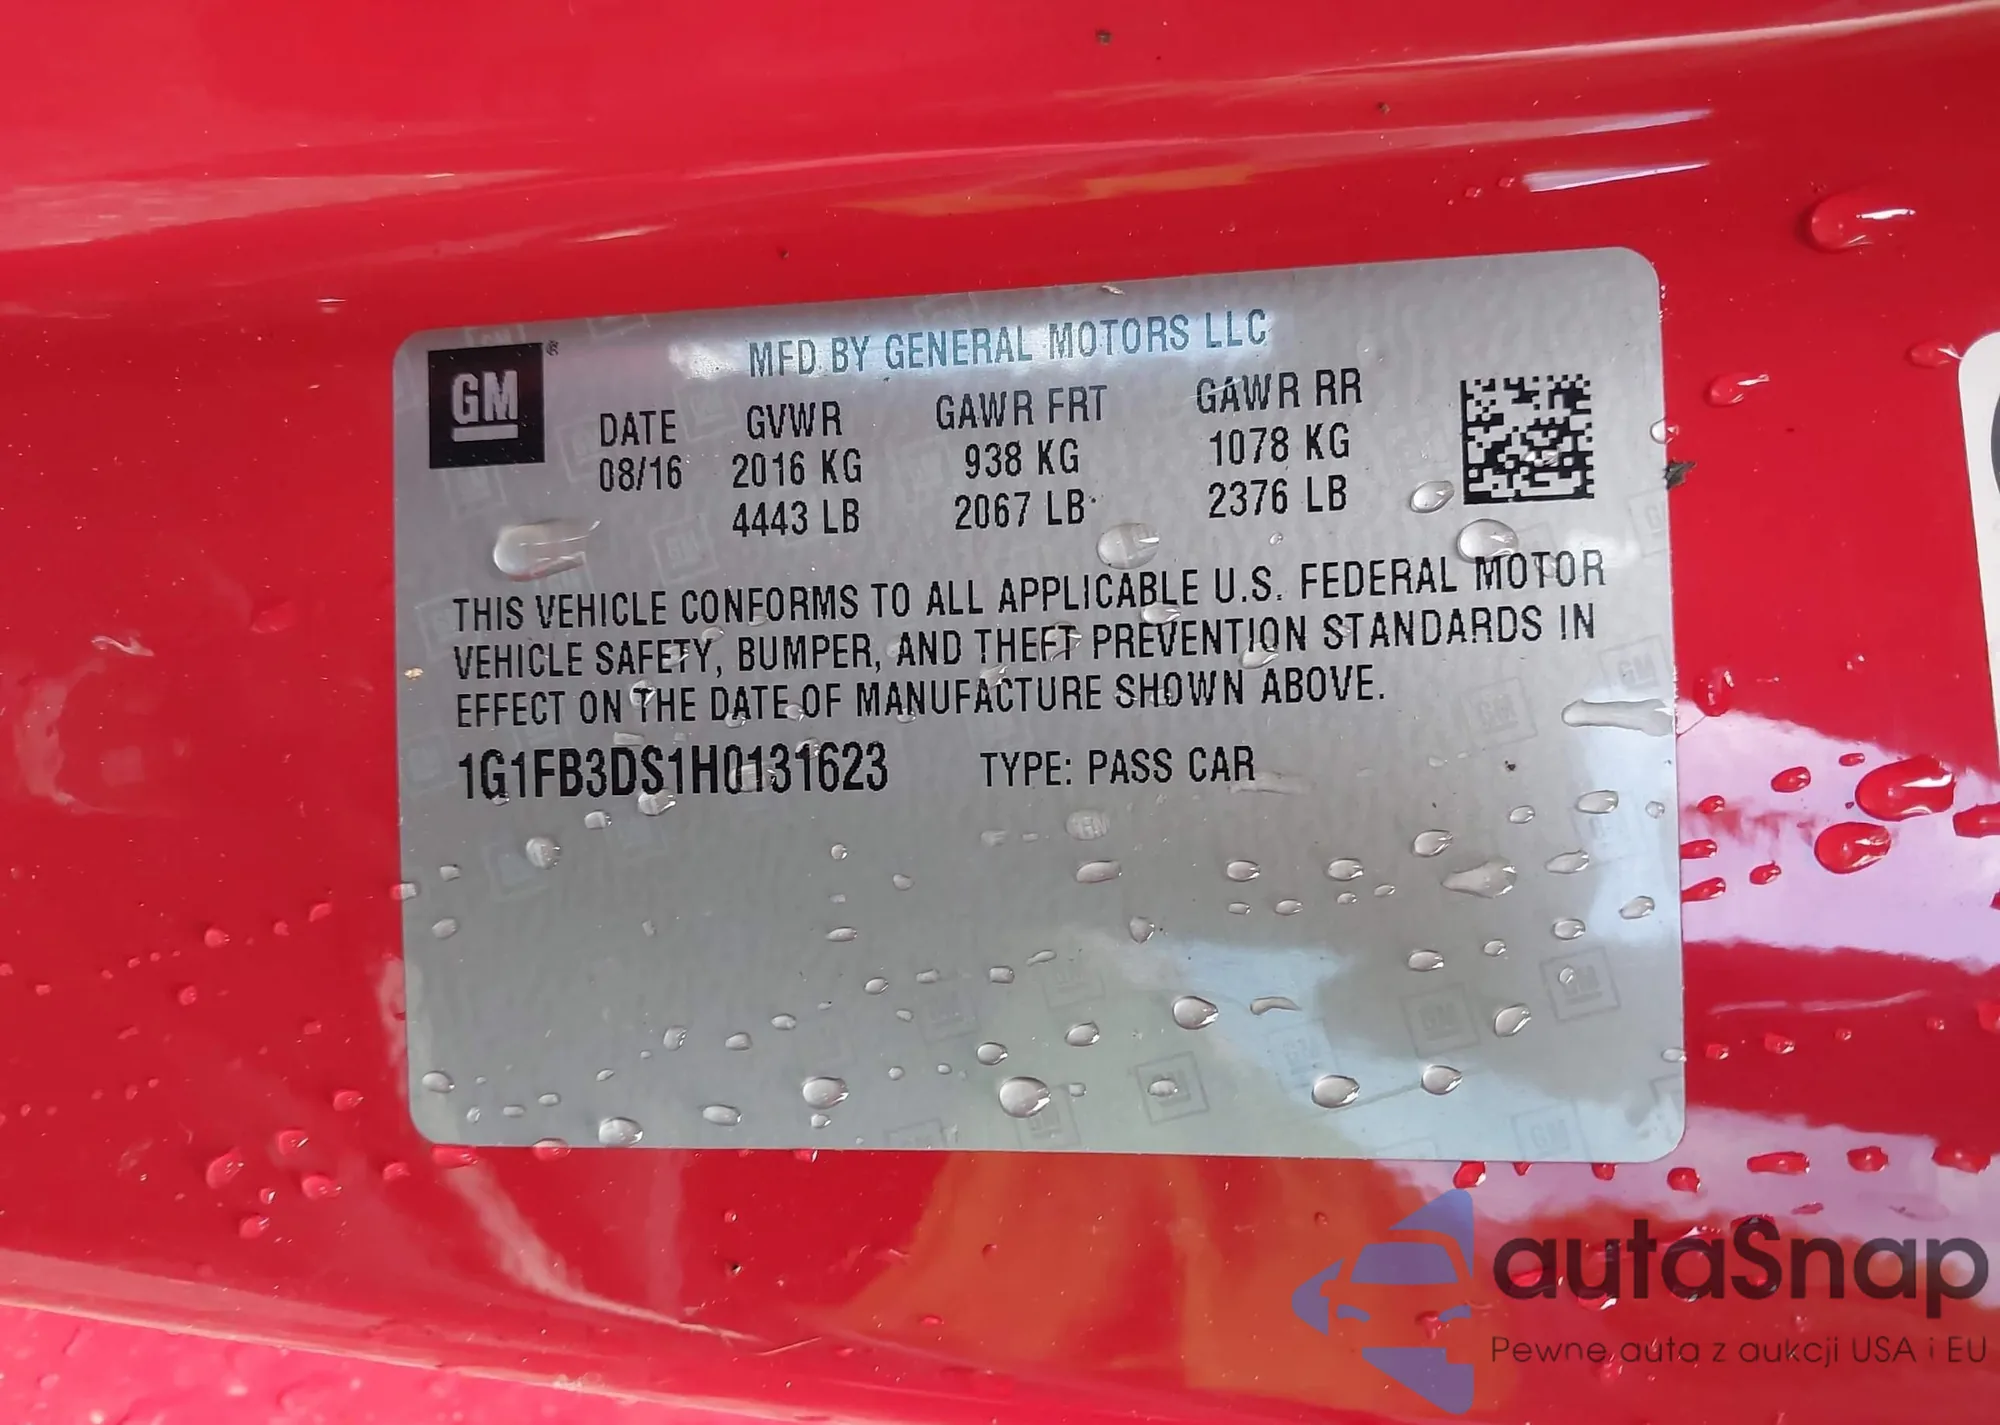 GM ®
MFD BY GENERAL MOTORS LLC
DATE GVWR GAWR FRT GAWR RR
08/16 2016 KG 938 KG 1078 KG
4443 LB 2067 LB 2376 LB
THIS VEHICLE CONFORMS TO ALL APPLICABLE U.S. FEDERAL MOTOR
VEHICLE SAFETY, BUMPER, AND THEFT PREVENTION STANDARDS IN
EFFECT ON THE DATE OF MANUFACTURE SHOWN ABOVE.
1G1FB3DS1H0131623 TYPE: PASS CAR
autaSnap
Pewne auta z aukcji USA i EU